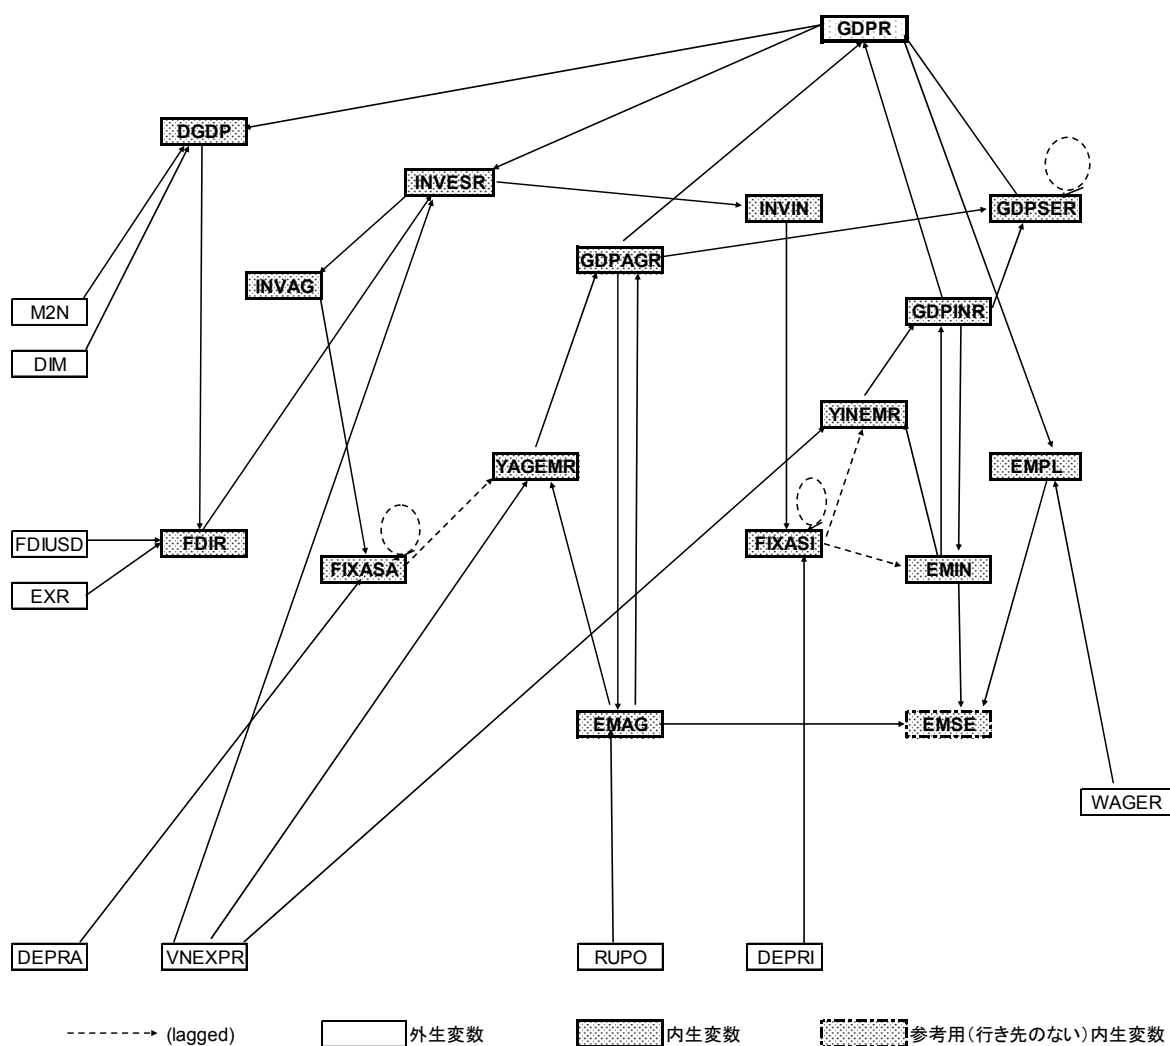 GDPR
DGDP
INVESR
INVIN
GDPSER
GDPAGR
INVAG
M2N
GDPINR
DIM
YINEMR
YAGEMR
EMPL
FDIUSD
FDIR
FIXASI
FIXASA
EMIN
EXR
EMAG
EMSE
WAGER
DEPRA
VNEXPR
RUPO
DEPRI
(lagged)
外生変数
内生変数
参考用(行き先のない)内生変数